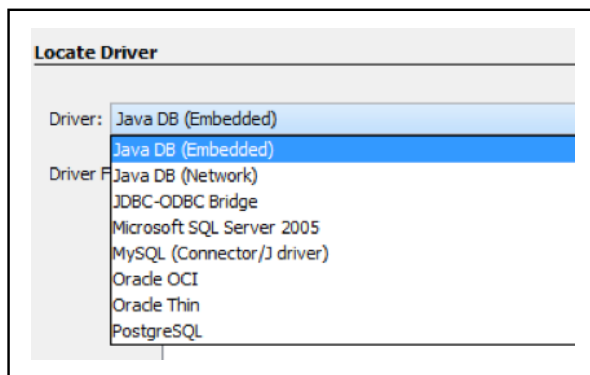 Locate Driver
Driver: Java DB (Embedded)
Java DB (Embedded)
Driver F Java DB (Network)
JDBC-ODBC Bridge
Microsoft SQL Server 2005
MySQL (Connector/J driver)
Oracle OCI
Oracle Thin
PostgreSQL